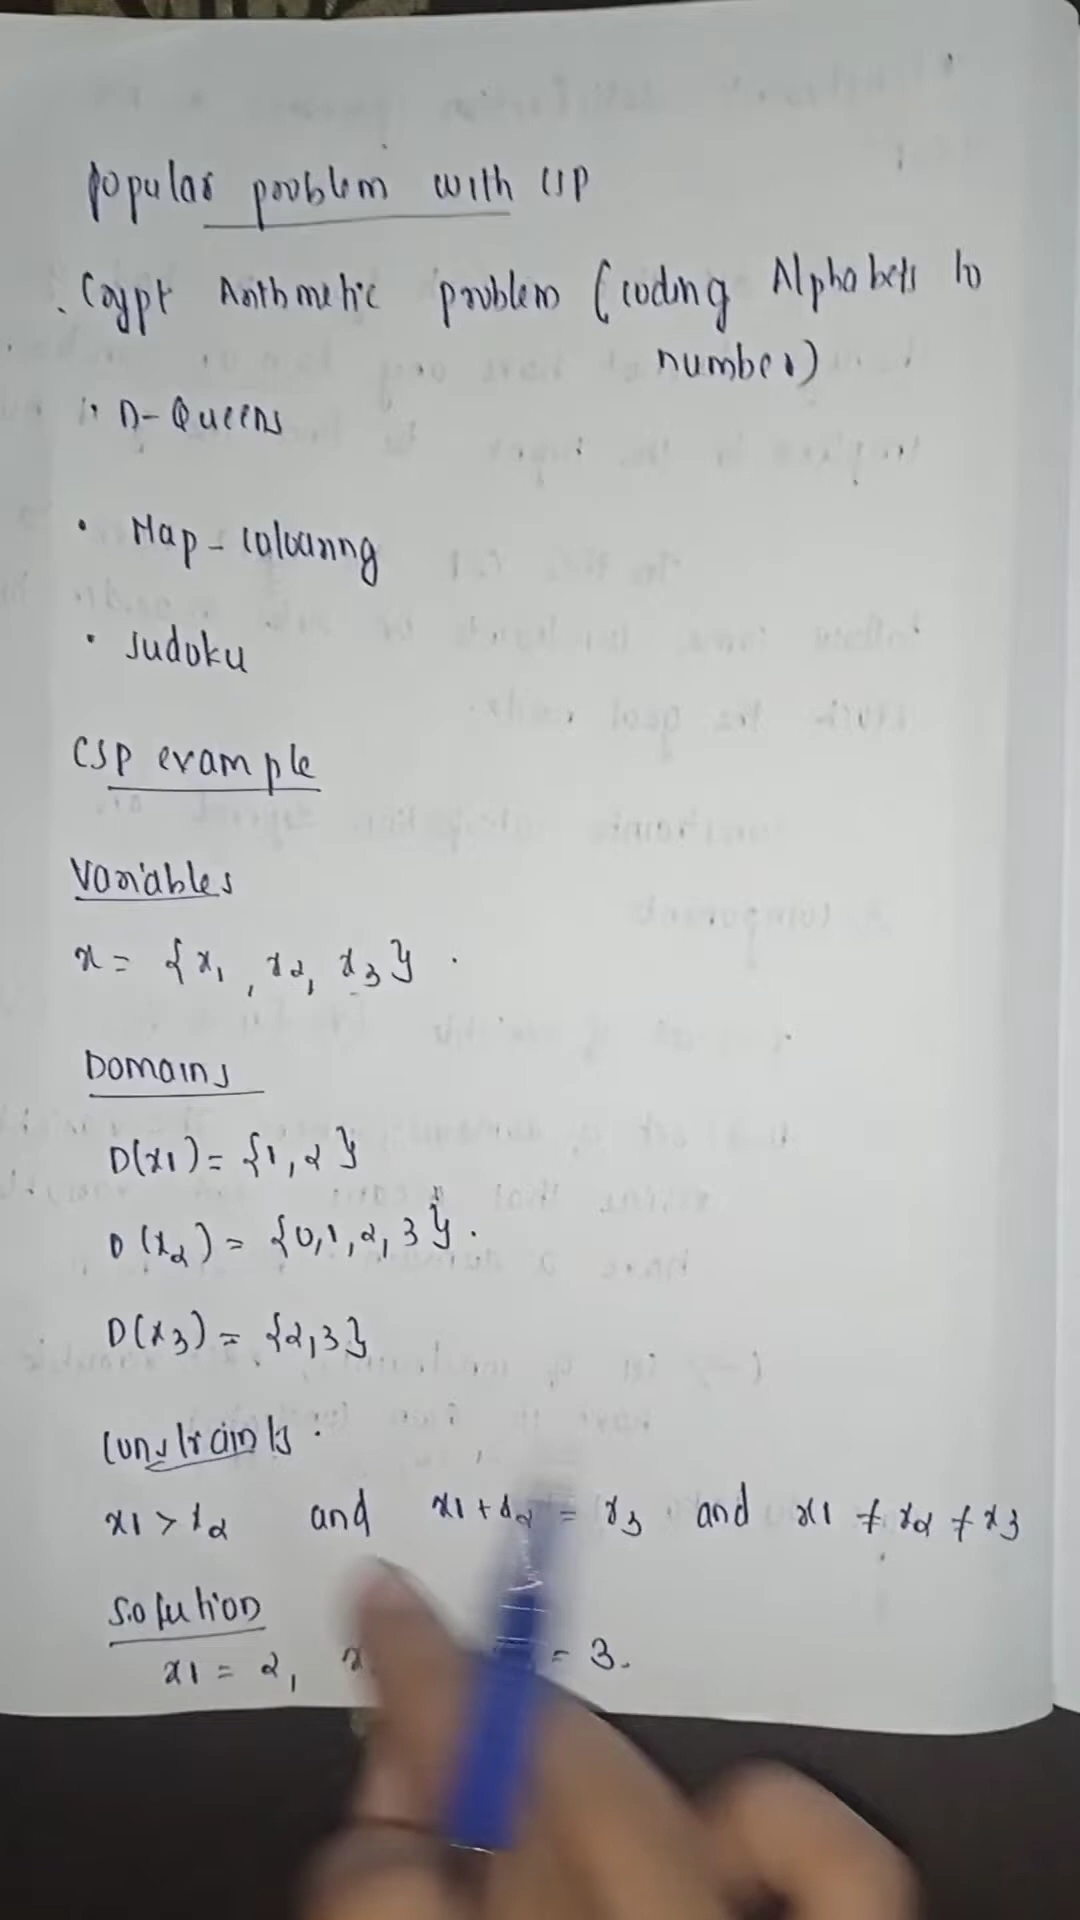 popular problem with CSP
. Crypt Arithmetic problem (coding Alphabets to
number)
• N-Queens
• Map-colouring
• Sudoku
CSP example
Variables
x = {x1, x2, x3}.
Domains
D(x1) = {1, 2}
D(x2) = {0, 1, 2, 3}.
D(x3) = {2, 3}
Constraints.
x1 > x2 and x1 + x2 = x3 and x1 ≠ x2 ≠ x3
Solution
x1 = 2, x = 3.